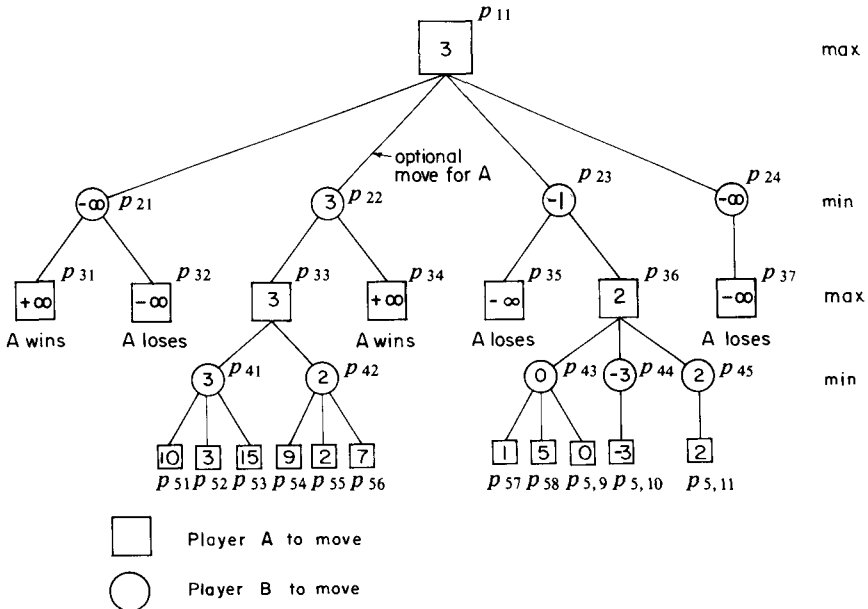 p 11
3
max
optional
move for A
p 21
p 22
p 23
p 24
-∞
3
-1
-∞
min
p 31
p 32
p 33
p 34
p 35
p 36
p 37
+∞
-∞
3
+∞
-∞
2
-∞
max
A wins
A loses
A wins
A loses
A loses
3
p 41
2
p 42
0
p 43
-3
p 44
2
p 45
min
10
3
15
9
2
7
1
5
0
-3
2
p 51
p 52
p 53
p 54
p 55
p 56
p 57
p 58
p 5,9
p 5,10
p 5,11
Player A to move
Player B to move